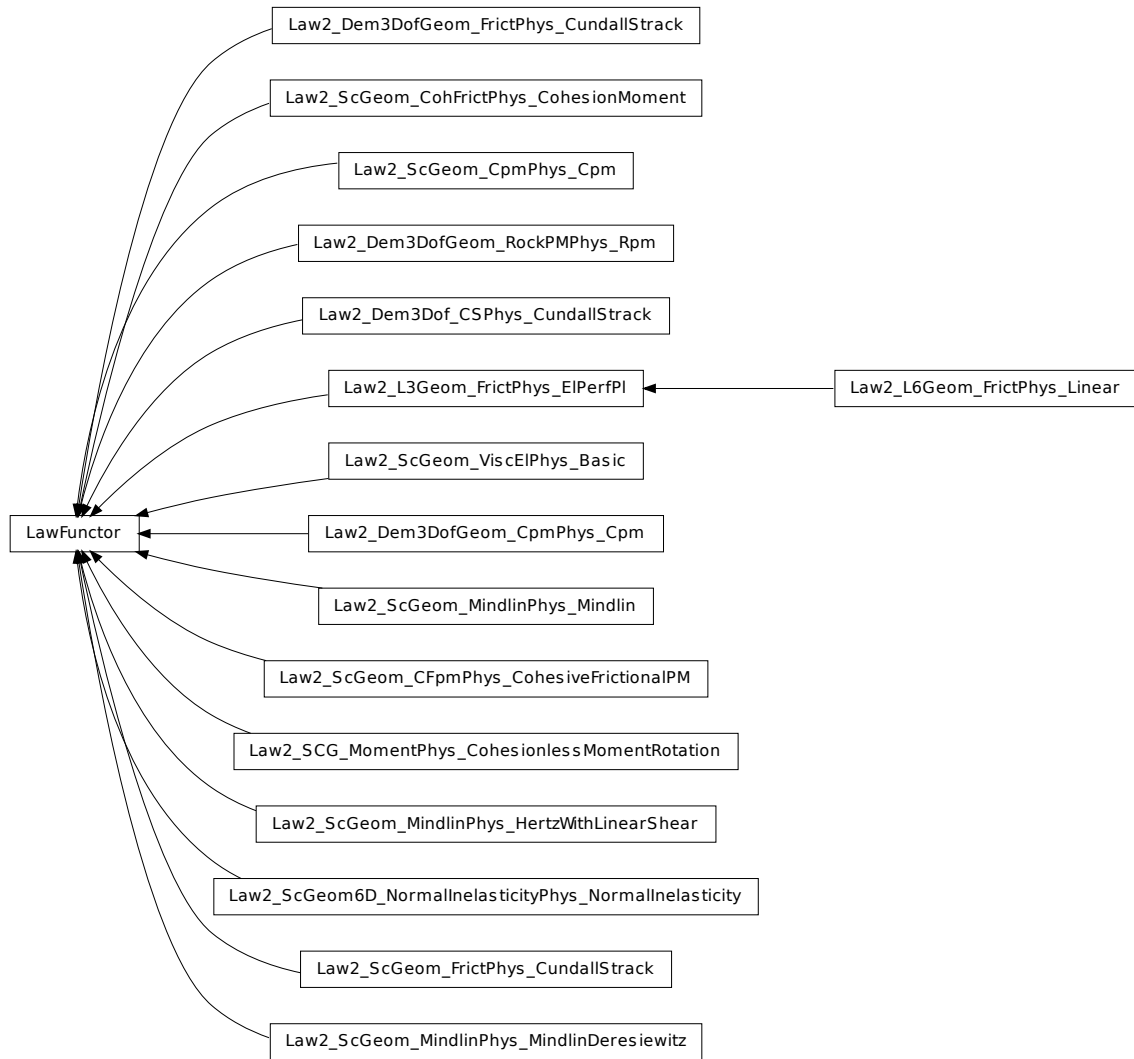 Law2_Dem3DofGeom_FrictPhys_CundallStrack
Law2_ScGeom_CohFrictPhys_CohesionMoment
Law2_ScGeom_CpmPhys_Cpm
Law2_Dem3DofGeom_RockPMPhys_Rpm
Law2_Dem3Dof_CSPhys_CundallStrack
Law2_L3Geom_FrictPhys_ElPerfPl
Law2_L6Geom_FrictPhys_Linear
Law2_ScGeom_ViscElPhys_Basic
LawFunctor
Law2_Dem3DofGeom_CpmPhys_Cpm
Law2_ScGeom_MindlinPhys_Mindlin
Law2_ScGeom_CFpmPhys_CohesiveFrictionalPM
Law2_SCG_MomentPhys_CohesionlessMomentRotation
Law2_ScGeom_MindlinPhys_HertzWithLinearShear
Law2_ScGeom6D_NormalInelasticityPhys_NormalInelasticity
Law2_ScGeom_FrictPhys_CundallStrack
Law2_ScGeom_MindlinPhys_MindlinDeresiewitz